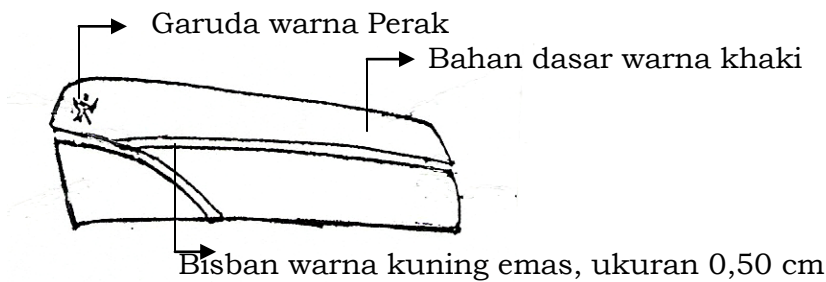 Garuda warna Perak
Bahan dasar warna khaki
Bisban warna kuning emas, ukuran 0,50 cm